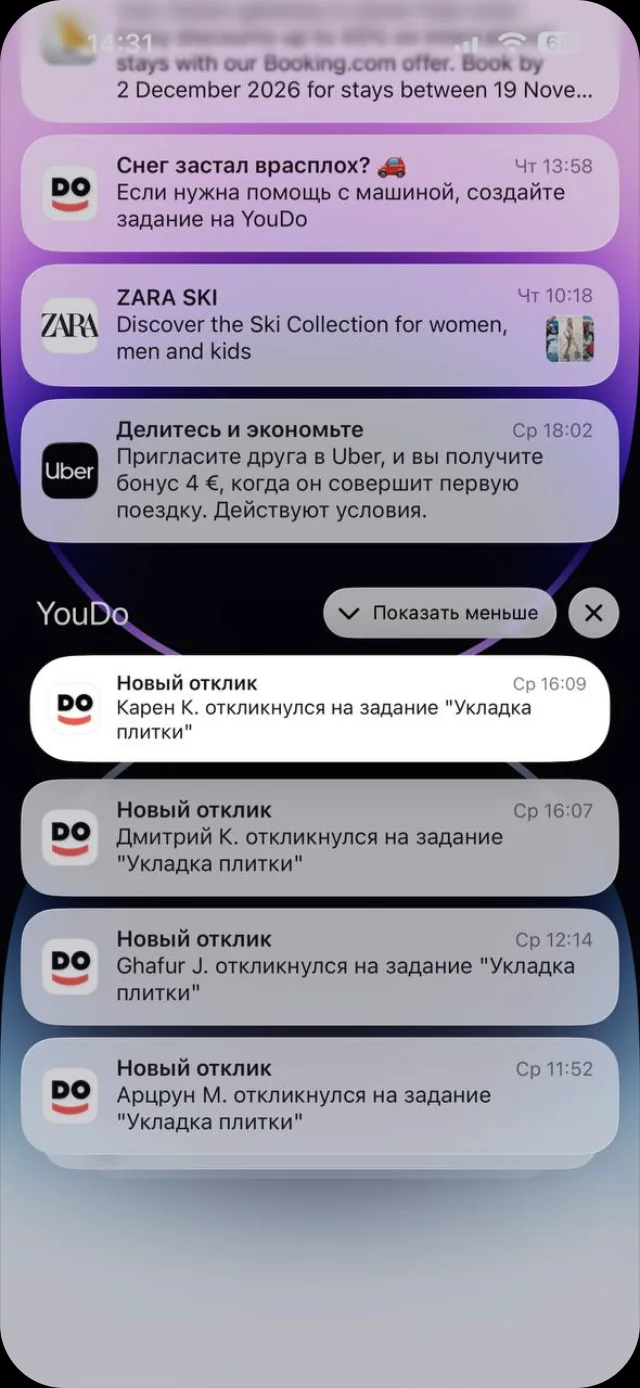 14:31
stays with our Booking.com offer. Book by
2 December 2026 for stays between 19 Nove...
DO
Снег застал врасплох? 🚗
Чт 13:58
Если нужна помощь с машиной, создайте
задание на YouDo
ZARA
ZARA SKI
Чт 10:18
Discover the Ski Collection for women,
men and kids
Uber
Делитесь и экономьте
Ср 18:02
Пригласите друга в Uber, и вы получите
бонус 4 €, когда он совершит первую
поездку. Действуют условия.
YouDo
Показать меньше
DO
Новый отклик
Ср 16:09
Карен К. откликнулся на задание "Укладка
плитки"
DO
Новый отклик
Ср 16:07
Дмитрий К. откликнулся на задание
"Укладка плитки"
DO
Новый отклик
Ср 12:14
Ghafur J. откликнулся на задание "Укладка
плитки"
DO
Новый отклик
Ср 11:52
Арцрун М. откликнулся на задание
"Укладка плитки"